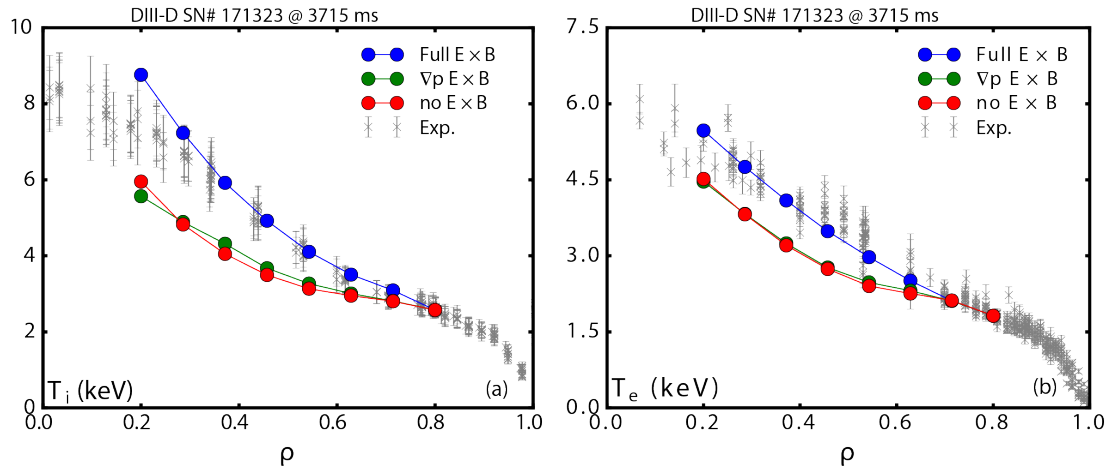 DIII-D SN# 171323 @ 3715 ms
10
8
6
4
2
0
Full E × B
∇p E × B
no E × B
Exp.
T i (keV)
(a)
0.0 0.2 0.4 0.6 0.8 1.0
ρ
DIII-D SN# 171323 @ 3715 ms
7.5
6.0
4.5
3.0
1.5
0.0
Full E × B
∇p E × B
no E × B
Exp.
T e (keV)
(b)
0.0 0.2 0.4 0.6 0.8 1.0
ρ